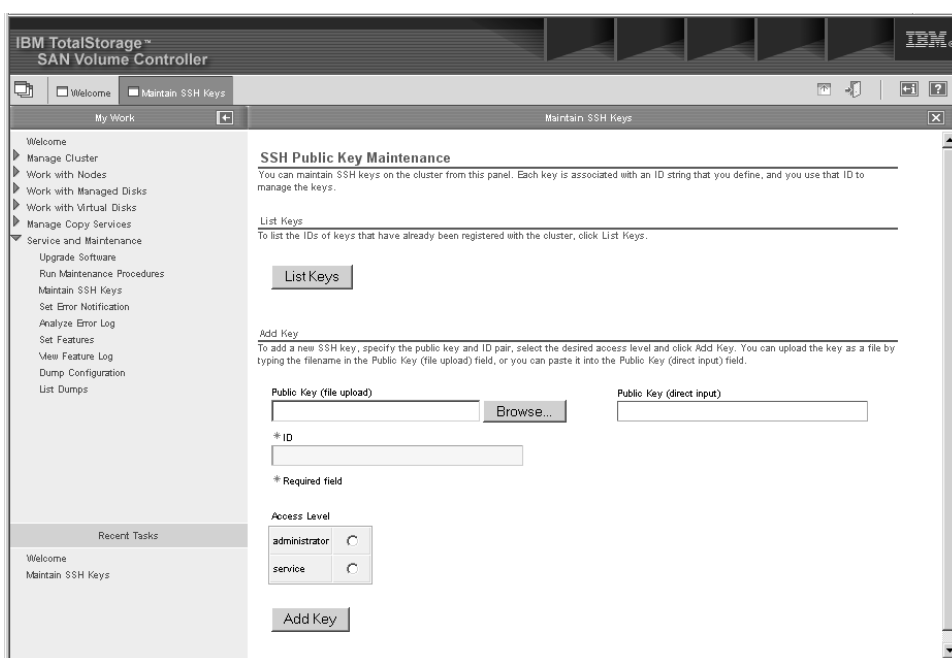 IBM TotalStorage™
SAN Volume Controller
IBM
Welcome
Maintain SSH Keys
My Work
Maintain SSH Keys
Welcome
Manage Cluster
Work with Nodes
Work with Managed Disks
Work with Virtual Disks
Manage Copy Services
Service and Maintenance
Upgrade Software
Run Maintenance Procedures
Maintain SSH Keys
Set Error Notification
Analyze Error Log
Set Features
View Feature Log
Dump Configuration
List Dumps
Recent Tasks
Welcome
Maintain SSH Keys
SSH Public Key Maintenance
You can maintain SSH keys on the cluster from this panel. Each key is associated with an ID string that you define, and you use that ID to
manage the keys.
List Keys
To list the IDs of keys that have already been registered with the cluster, click List Keys.
List Keys
Add Key
To add a new SSH key, specify the public key and ID pair, select the desired access level and click Add Key. You can upload the key as a file by
typing the filename in the Public Key (file upload) field, or you can paste it into the Public Key (direct input) field.
Public Key (file upload)
Public Key (direct input)
Browse...
* ID
* Required field
Access Level
administrator
service
Add Key